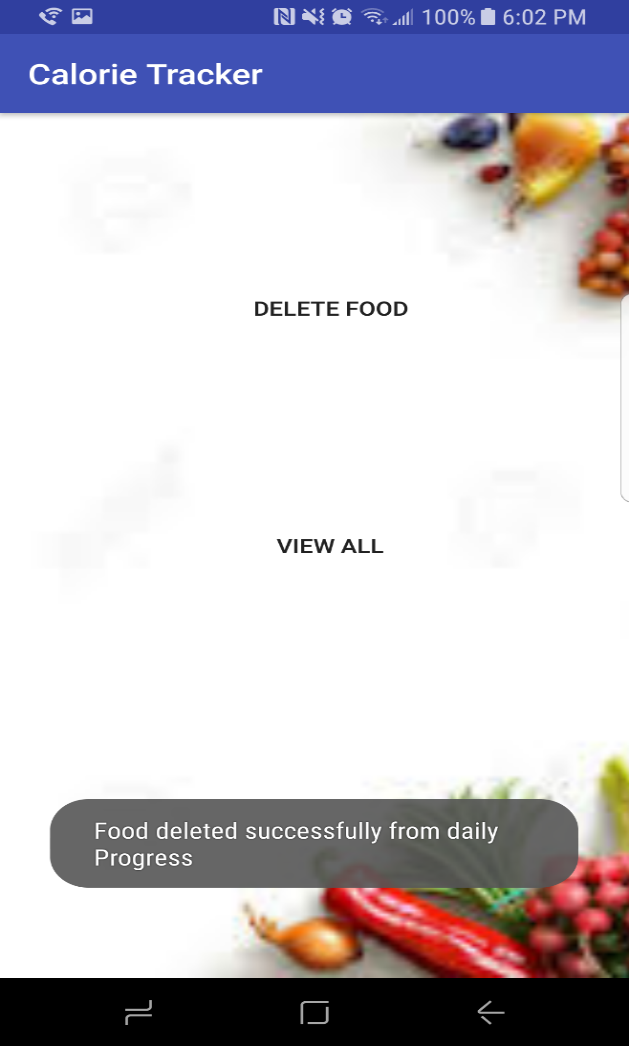 100% 6:02 PM
Calorie Tracker
DELETE FOOD
VIEW ALL
Food deleted successfully from daily
Progress